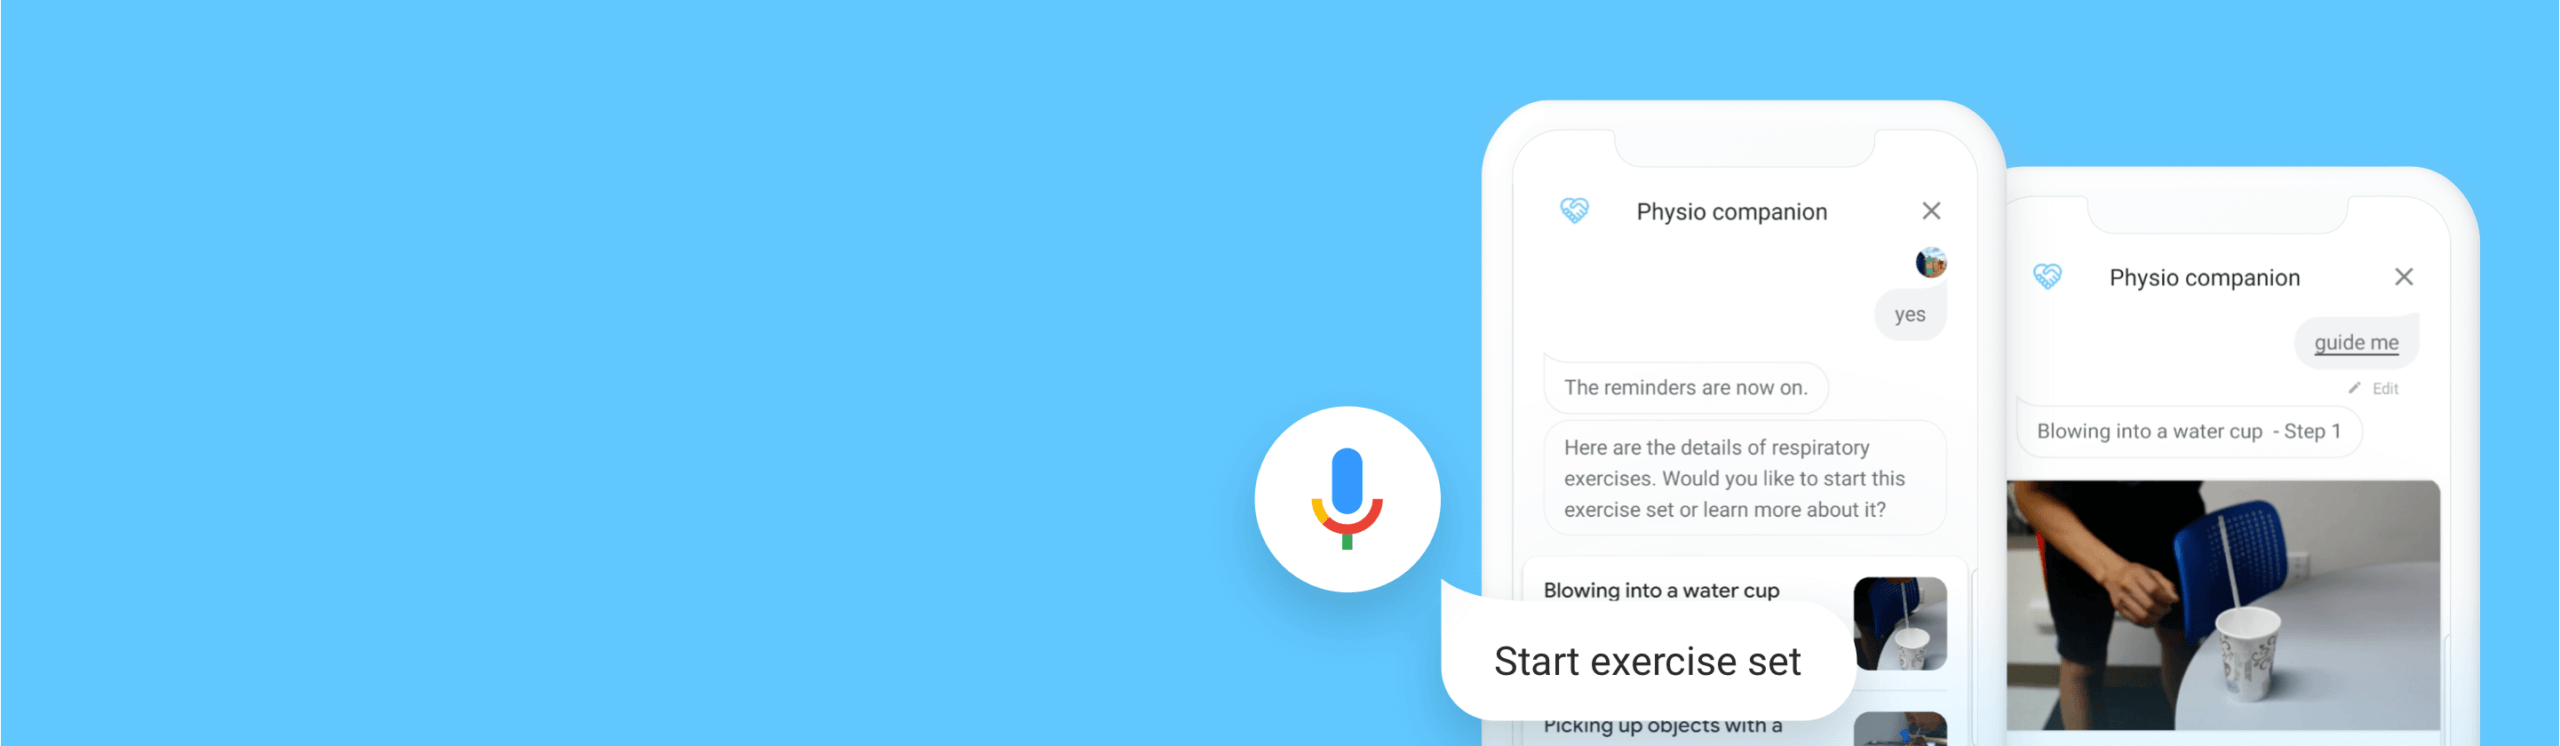 Physio companion
yes
The reminders are now on.
Here are the details of respiratory
exercises. Would you like to start this
exercise set or learn more about it?
Blowing into a water cup
Start exercise set
Picking up objects with a
Physio companion
guide me
Edit
Blowing into a water cup - Step 1